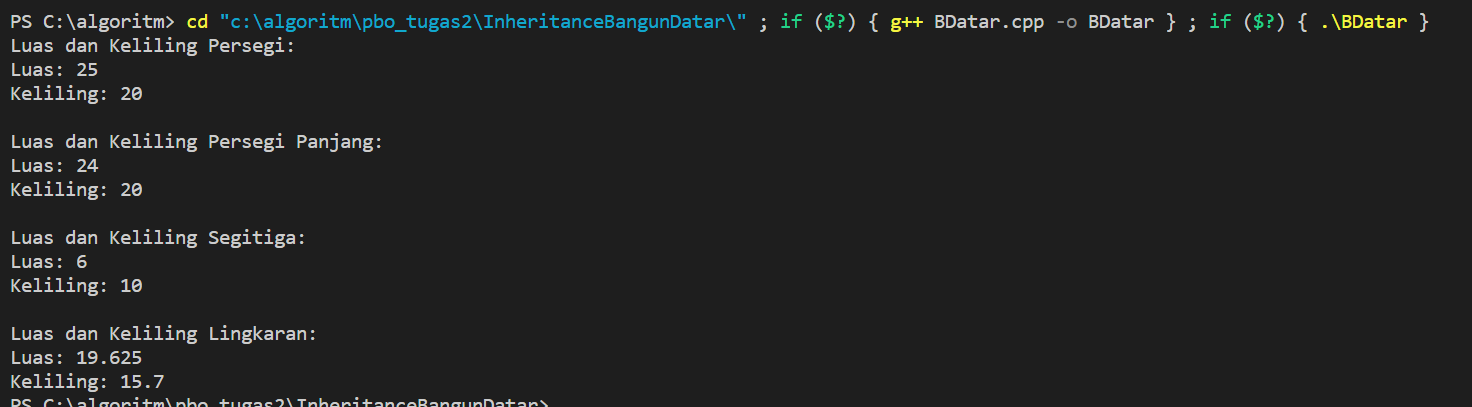 PS C:\algoritm> cd "c:\algoritm\pbo_tugas2\InheritanceBangunDatar\" ; if ($?) { g++ BDatar.cpp -o BDatar } ; if ($?) { .\BDatar }
Luas dan Keliling Persegi:
Luas: 25
Keliling: 20
Luas dan Keliling Persegi Panjang:
Luas: 24
Keliling: 20
Luas dan Keliling Segitiga:
Luas: 6
Keliling: 10
Luas dan Keliling Lingkaran:
Luas: 19.625
Keliling: 15.7
PS C:\algoritm\pbo_tugas2\InheritanceBangunDatar>